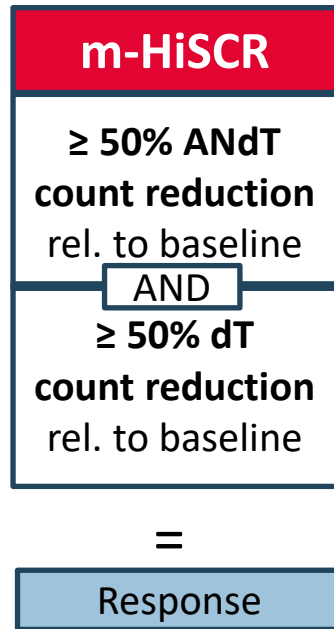 m-HiSCR
≥ 50% ANdT
count reduction
rel. to baseline
AND
≥ 50% dT
count reduction
rel. to baseline
=
Response